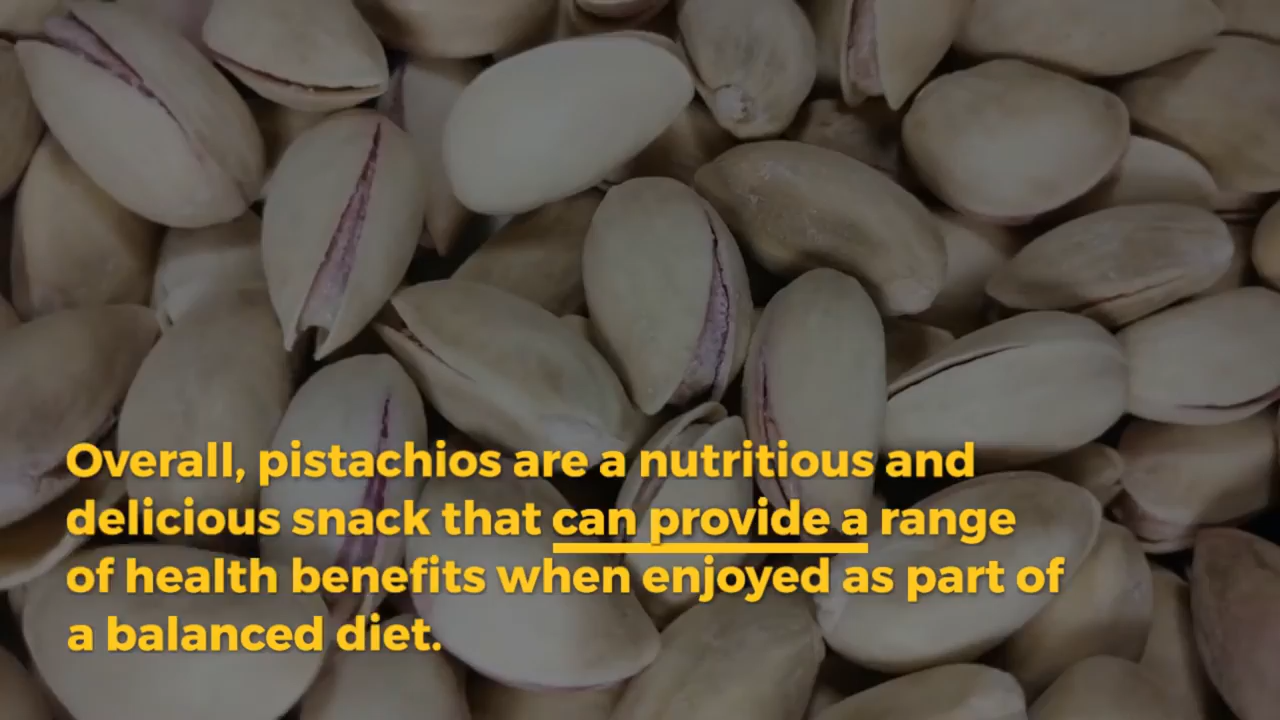 Overall, pistachios are a nutritious and
delicious snack that can provide a range
of health benefits when enjoyed as part of
a balanced diet.